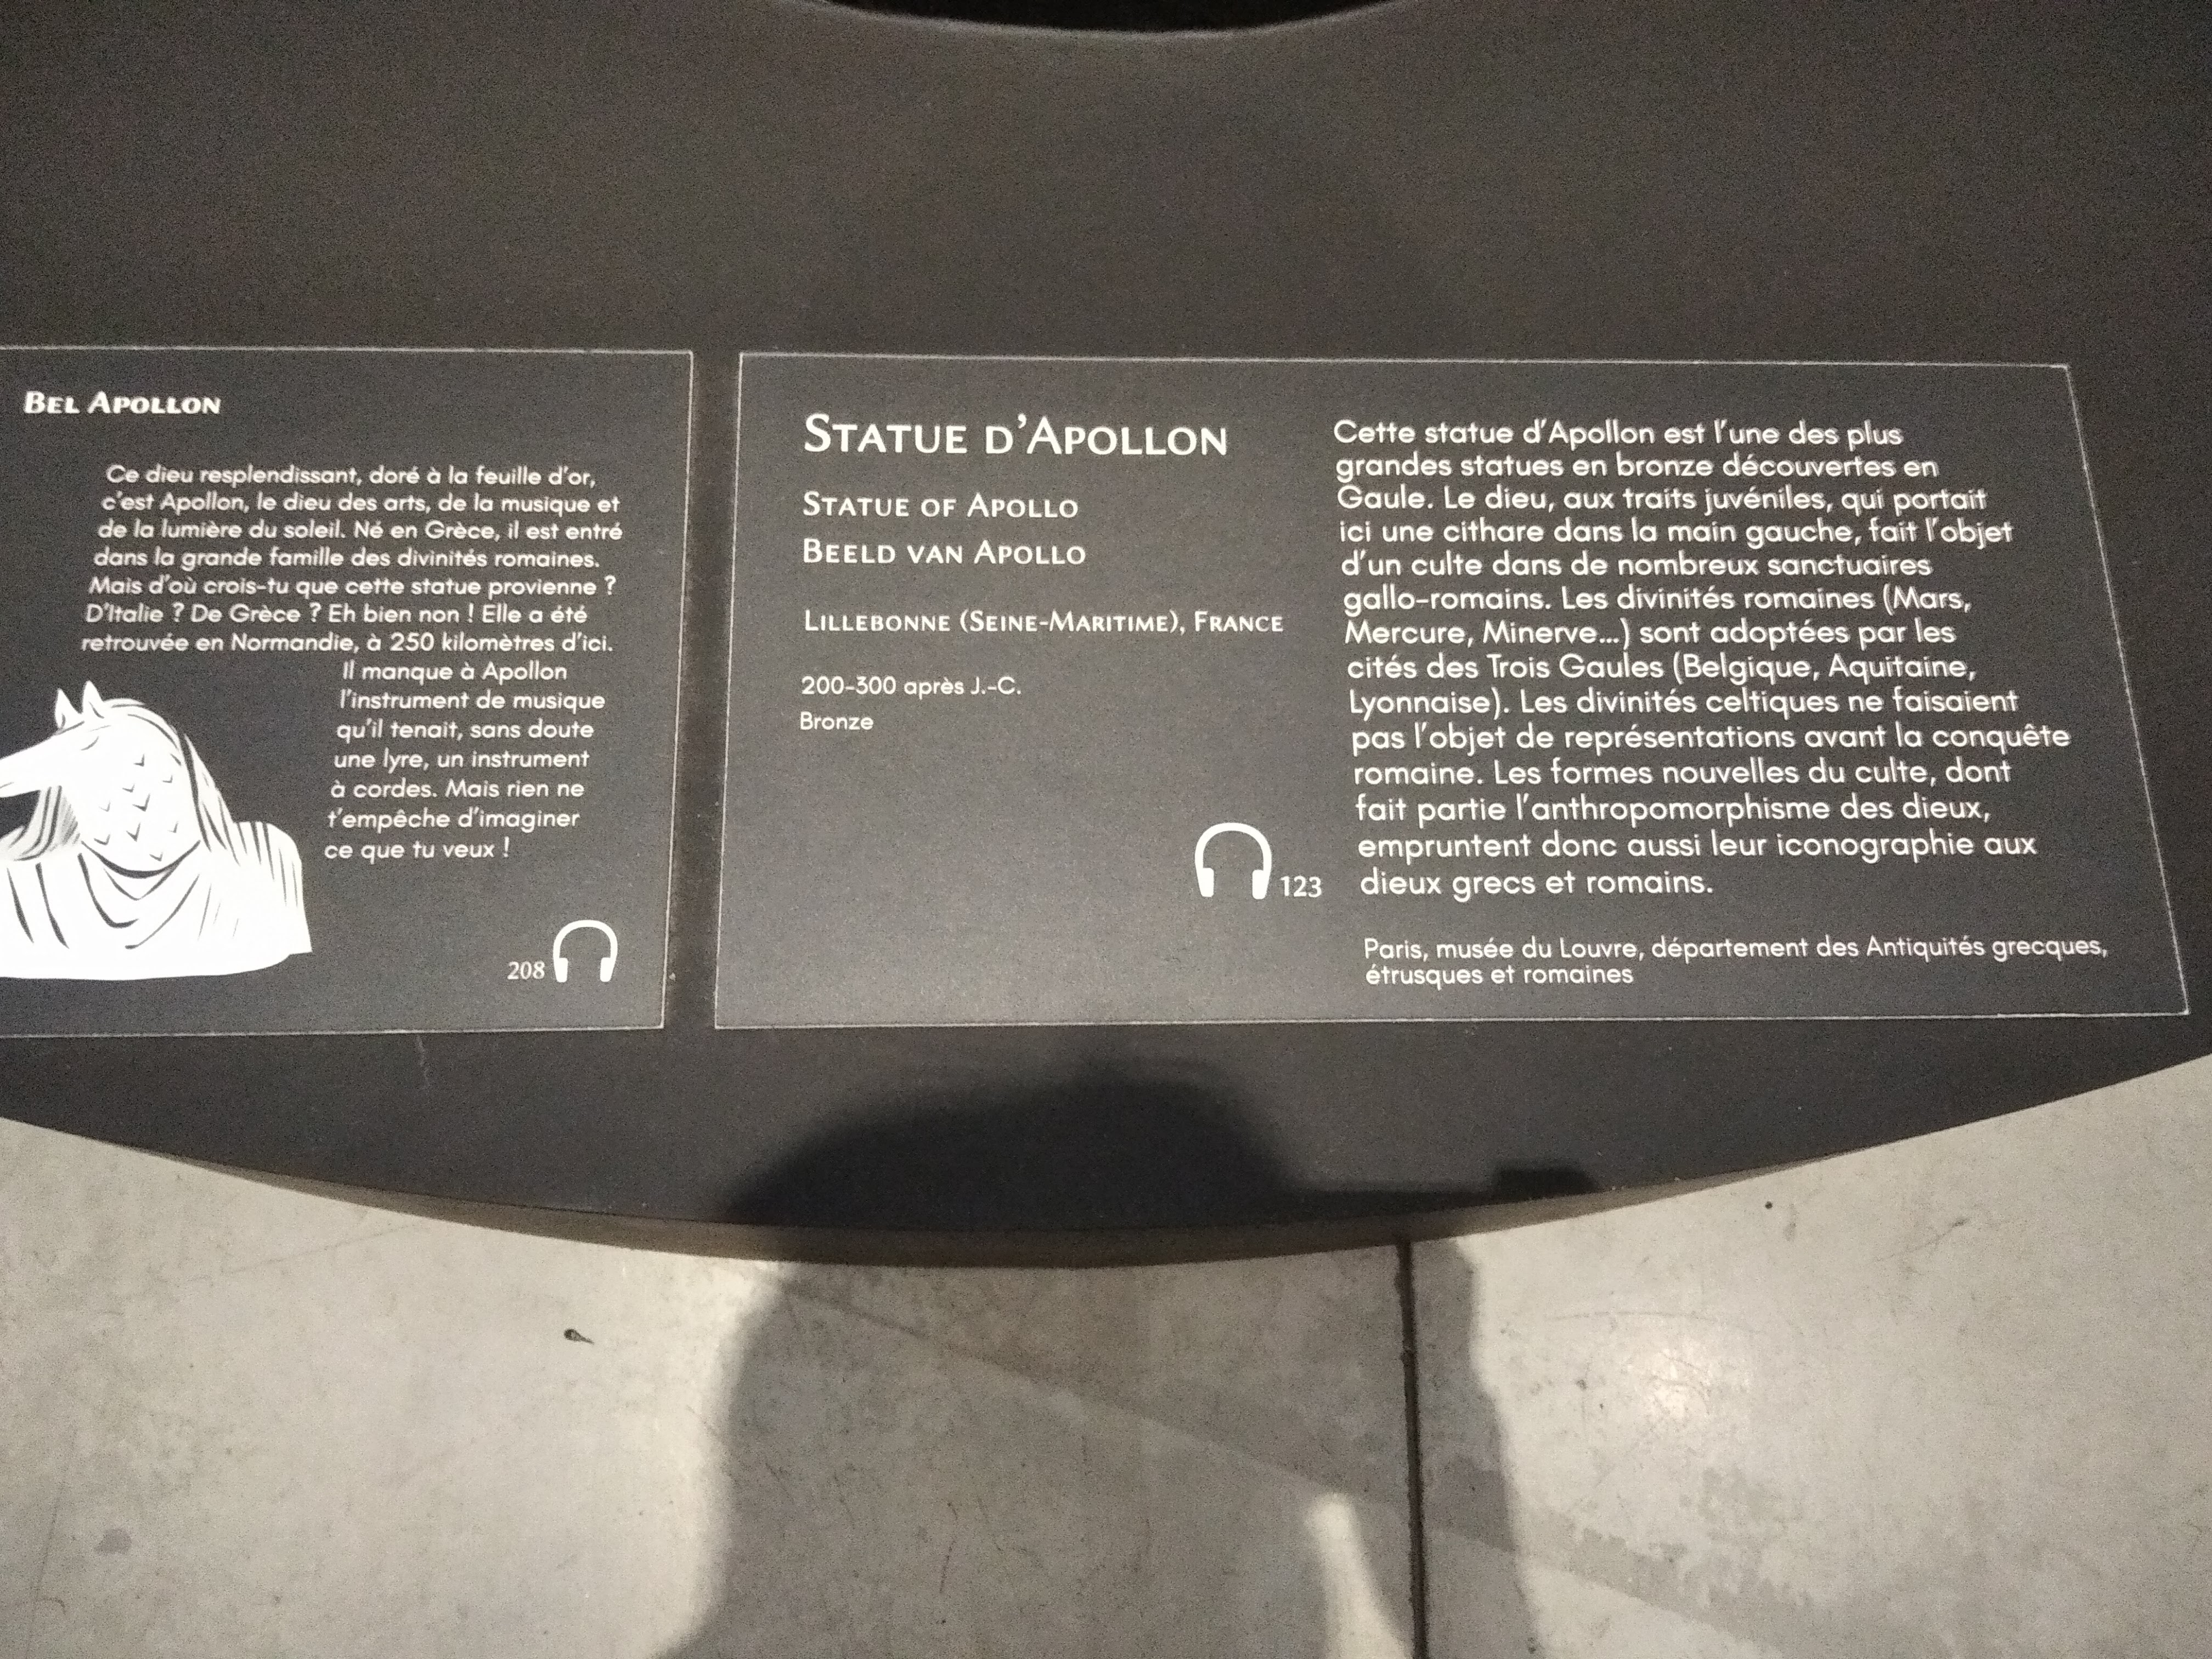 BEL APOLLON
Ce dieu resplendissant, doré à la feuille d'or,
c'est Apollon, le dieu des arts, de la musique et
de la lumière du soleil. Né en Grèce, il est entré
dans la grande famille des divinités romaines.
Mais d'où crois-tu que cette statue provienne ?
D'Italie ? De Grèce ? Eh bien non ! Elle a été
retrouvée en Normandie, à 250 kilomètres d'ici.
Il manque à Apollon
l'instrument de musique
qu'il tenait, sans doute
une lyre, un instrument
à cordes. Mais rien ne
t'empêche d'imaginer
ce que tu veux !
208
STATUE D'APOLLON
STATUE OF APOLLO
BEELD VAN APOLLO
LILLEBONNE (SEINE-MARITIME), FRANCE
200-300 après J.-C.
Bronze
123
Cette statue d'Apollon est l'une des plus
grandes statues en bronze découvertes en
Gaule. Le dieu, aux traits juvéniles, qui portait
ici une cithare dans la main gauche, fait l'objet
d'un culte dans de nombreux sanctuaires
gallo-romains. Les divinités romaines (Mars,
Mercure, Minerve...) sont adoptées par les
cités des Trois Gaules (Belgique, Aquitaine,
Lyonnaise). Les divinités celtiques ne faisaient
pas l'objet de représentations avant la conquête
romaine. Les formes nouvelles du culte, dont
fait partie l'anthropomorphisme des dieux,
empruntent donc aussi leur iconographie aux
dieux grecs et romains.
Paris, musée du Louvre, département des Antiquités grecques,
étrusques et romaines